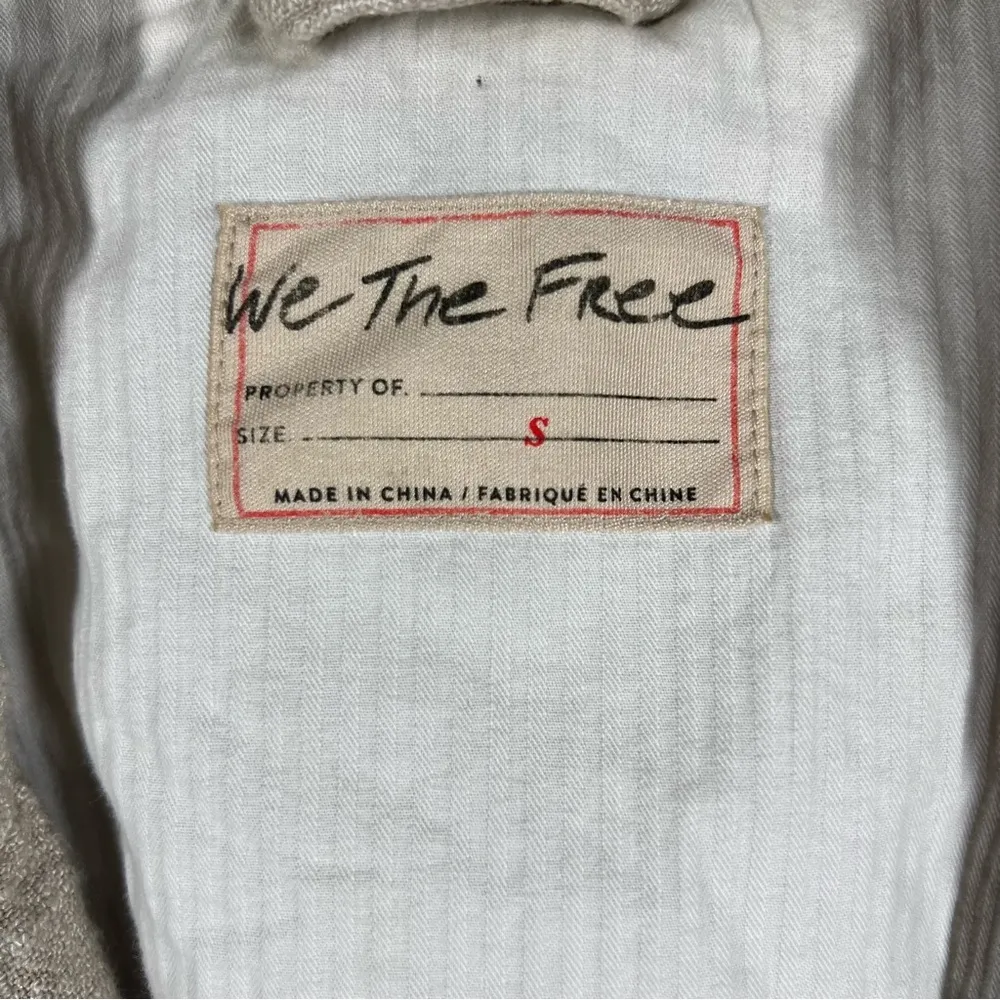 We The Free
PROPERTY OF.
SIZE S
MADE IN CHINA / FABRIQUÉ EN CHINE